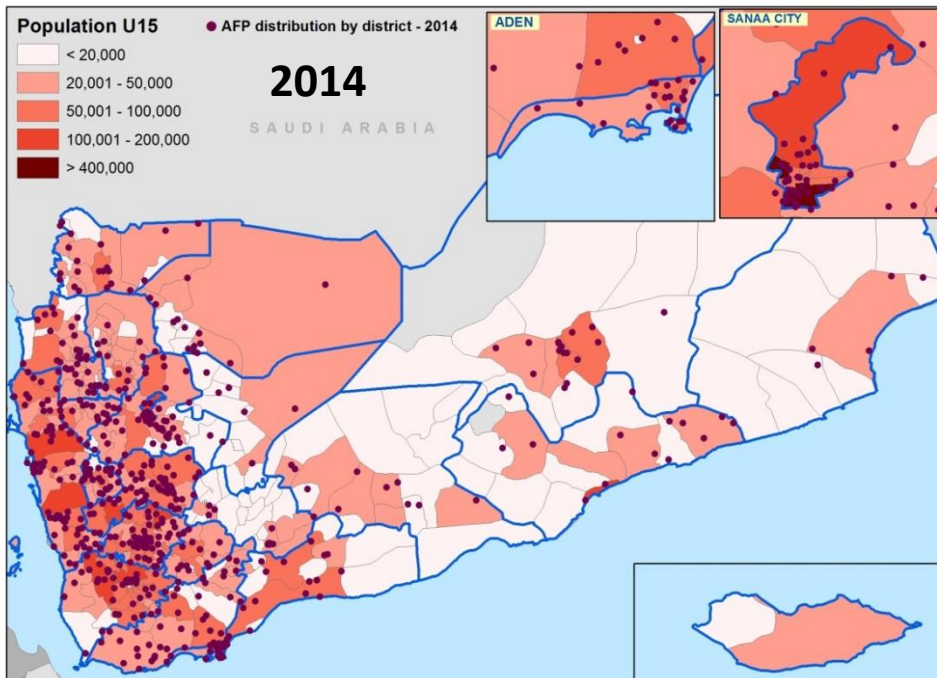 Population U15
AFP distribution by district - 2014
< 20,000
20,001 - 50,000
50,001 - 100,000
100,001 - 200,000
> 400,000
2014
SAUDI ARABIA
ADEN
SANAA CITY